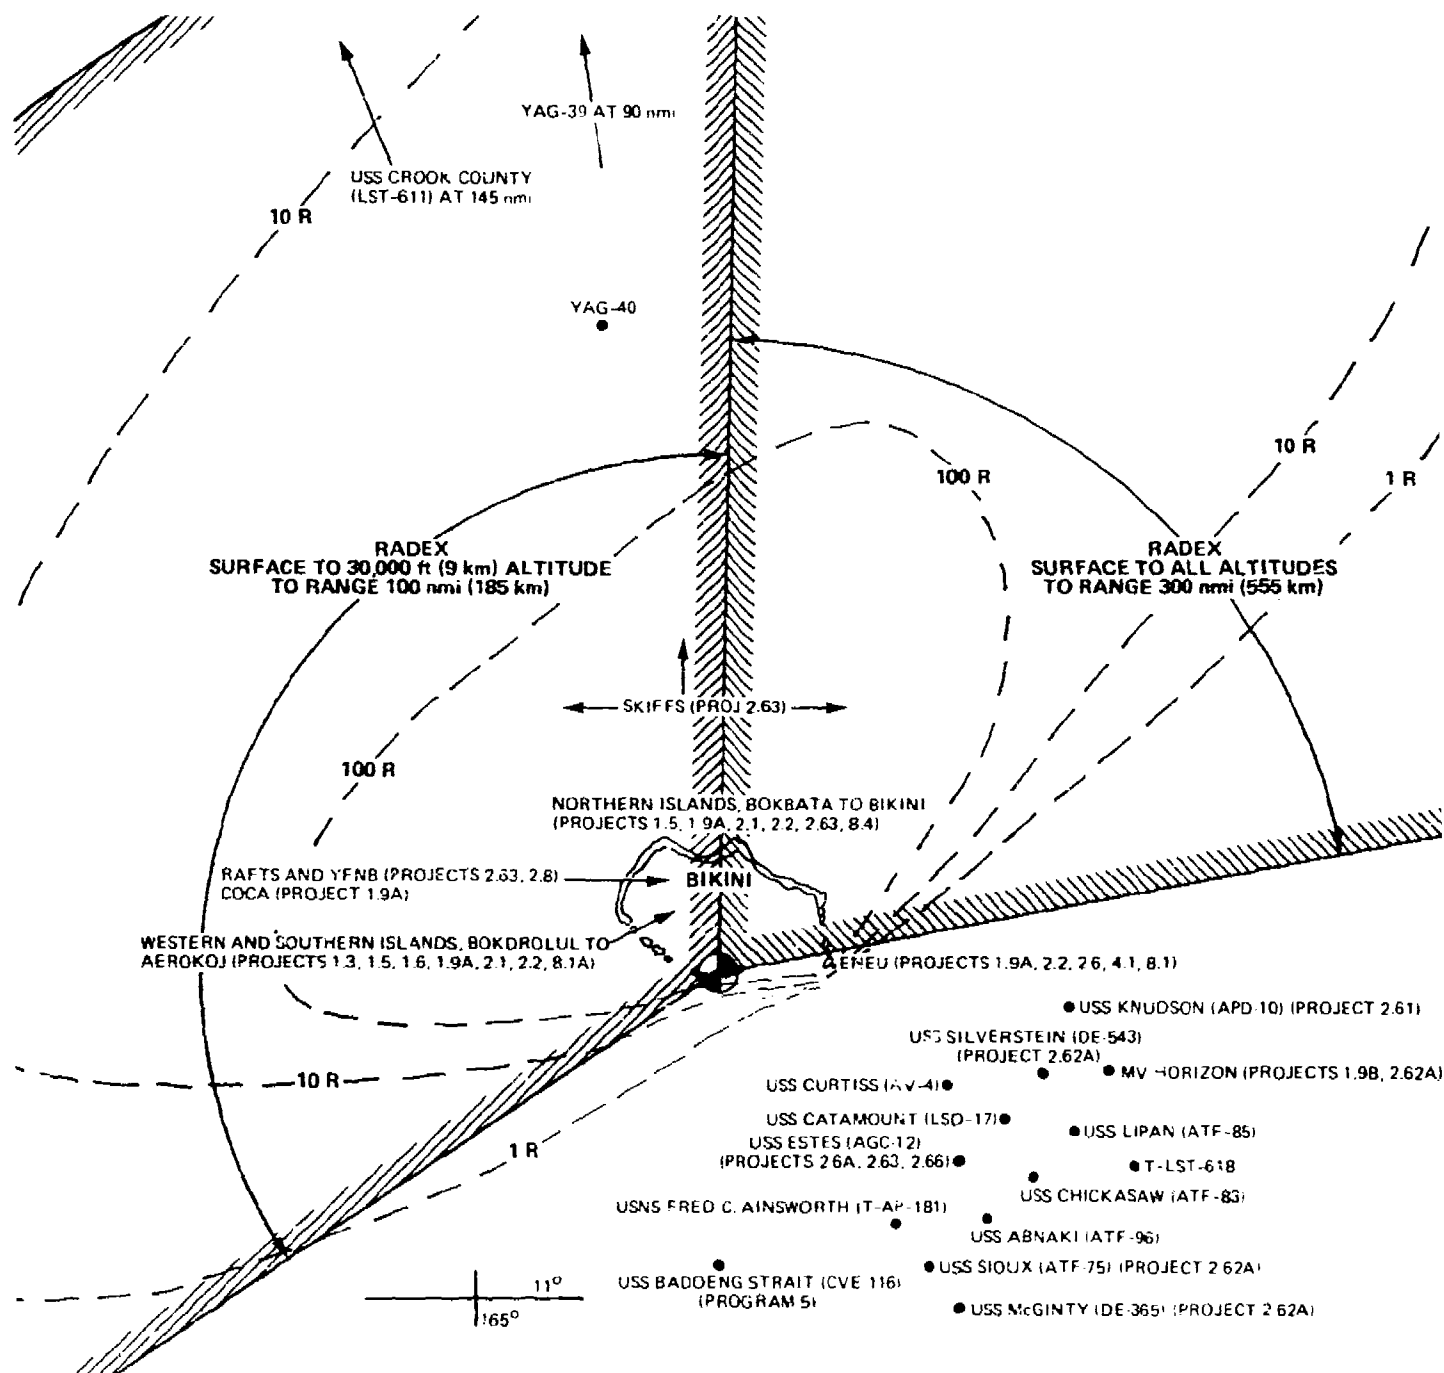 YAG-39 AT 90 nmi
USS CROOK COUNTY
(LST-611) AT 145 nmi
10 R
YAG-40
10 R
100 R
1 R
RADEX
SURFACE TO 30,000 ft (9 km) ALTITUDE
TO RANGE 100 nmi (185 km)
RADEX
SURFACE TO ALL ALTITUDES
TO RANGE 300 nmi (555 km)
SKIFFS (PROJ 2.63)
100 R
NORTHERN ISLANDS, BOKBATA TO BIKINI
(PROJECTS 1.5, 1.9A, 2.1, 2.2, 2.63, 8.4)
RAFTS AND YFNB (PROJECTS 2.63, 2.8)
COCA (PROJECT 1.9A)
BIKINI
WESTERN AND SOUTHERN ISLANDS, BOKDROLUL TO
AEROKOJ (PROJECTS 1.3, 1.5, 1.6, 1.9A, 2.1, 2.2, 8.1A)
ENEU (PROJECTS 1.9A, 2.2, 2.6, 4.1, 8.1)
USS KNUDSON (APD-10) (PROJECT 2.61)
USS SILVERSTEIN (DE-543)
(PROJECT 2.62A)
MV HORIZON (PROJECTS 1.9B, 2.62A)
10 R
USS CURTISS (AV-4)
USS CATAMOUNT (LSD-17)
USS LIPAN (ATF-85)
USS ESTES (AGC-12)
(PROJECTS 2.6A, 2.63, 2.66)
1 R
T-LST-618
USS CHICKASAW (ATF-83)
USNS FRED C. AINSWORTH (T-AP-181)
USS ABNAKI (ATF-96)
USS SIOUX (ATF-75) (PROJECT 2.62A)
USS BADOENG STRAIT (CVE 116)
(PROGRAM 5)
11°
165°
USS McGINTY (DE-365) (PROJECT 2.62A)